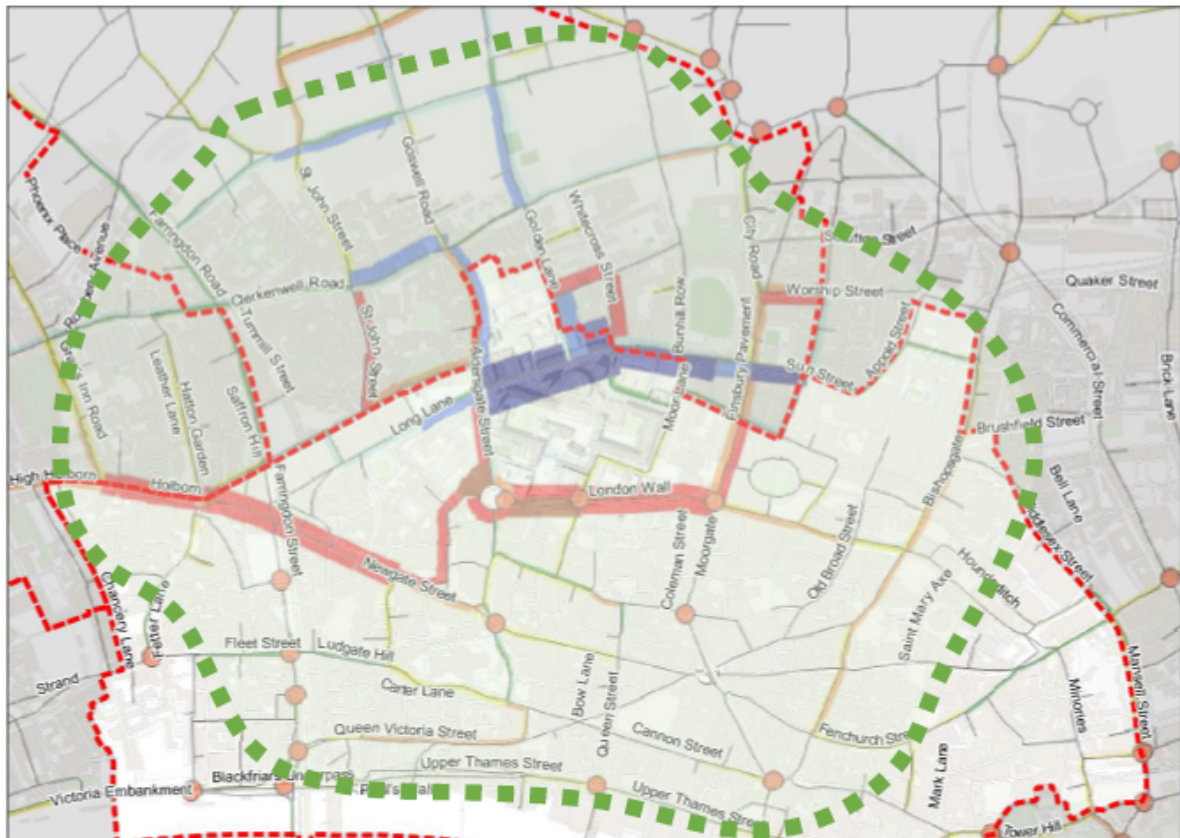 St. John Street
Goswell Road
Whitecross Street
Golden Lane
City Road
Phoenix Place
Farringdon Road
Quaker Street
Clerkenwell Road
Worship Street
Bunhill Row
Turnmill Street
St John Street
Appold Street
Commercial Street
Gray's Inn Road
Leather Lane
Hatton Garden
Saffron Hill
Aldersgate Street
Finsbury Pavement
Sun Street
Brick Lane
Long Lane
Moor Lane
Brushfield Street
High Holborn
Holborn
London Wall
Bishopsgate
Bell Lane
Farringdon Street
Coleman Street
Moorgate
Old Broad Street
Houndsditch
Newgate Street
Saint Mary Axe
Chancery Lane
Fetter Lane
Fleet Street
Ludgate Hill
Strand
Carter Lane
Bow Lane
Queen Street
Minories
Mansell Street
Queen Victoria Street
Cannon Street
Fenchurch Stre
Upper Thames Street
Mark Lane
Victoria Embankment
Blackfriars Underpass
Upper Thames Stree
Tower Hill